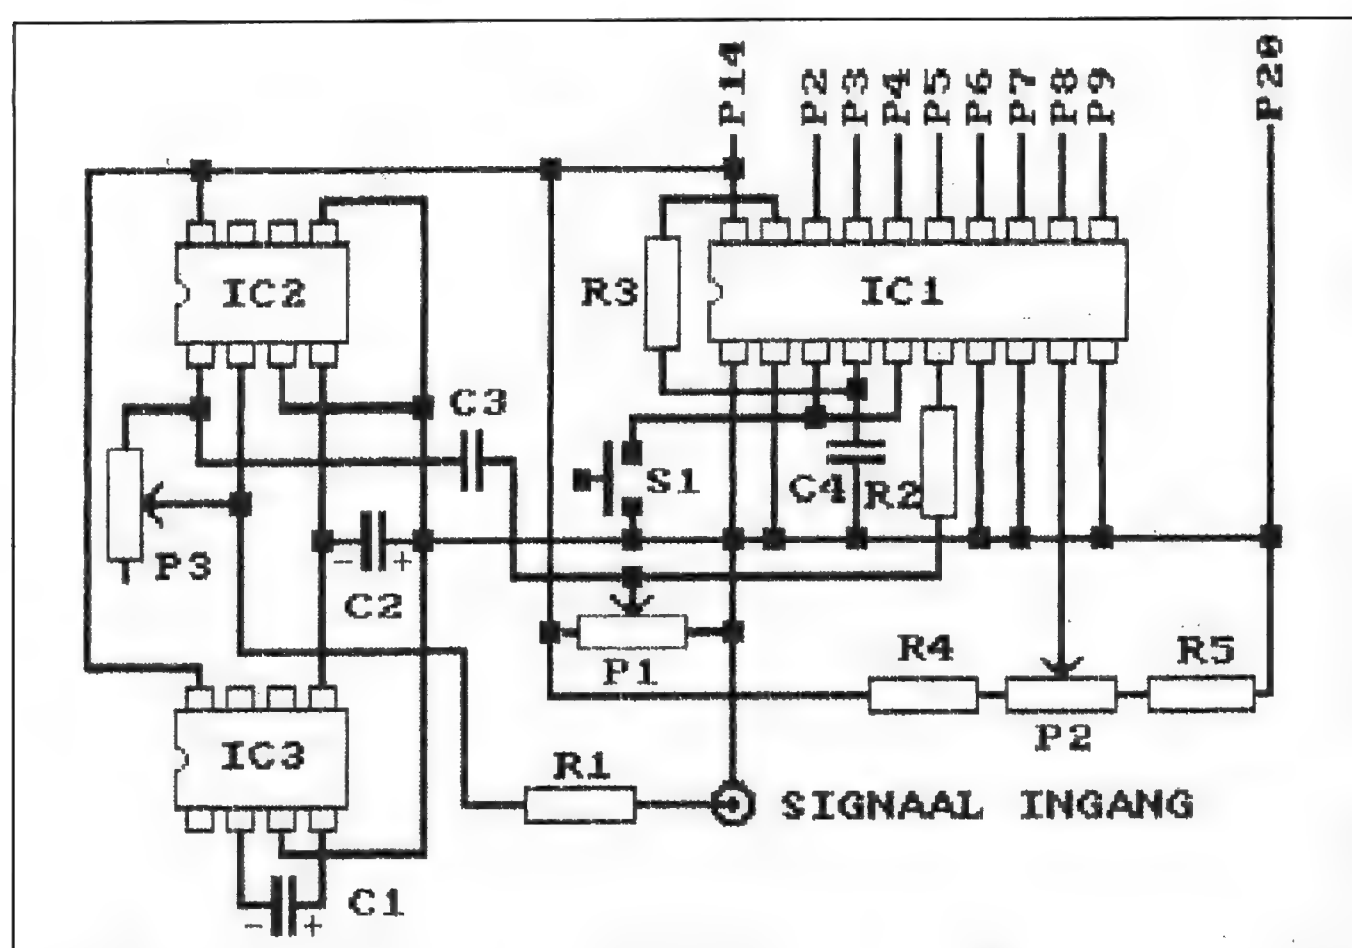 P14
P2
P3
P4
P5
P6
P7
P8
P9
P20
IC2
R3
IC1
C3
S1
C4
R2
P3
- +
C2
P1
R4
R5
P2
IC3
R1
SIGNAAL INGANG
- +
C1